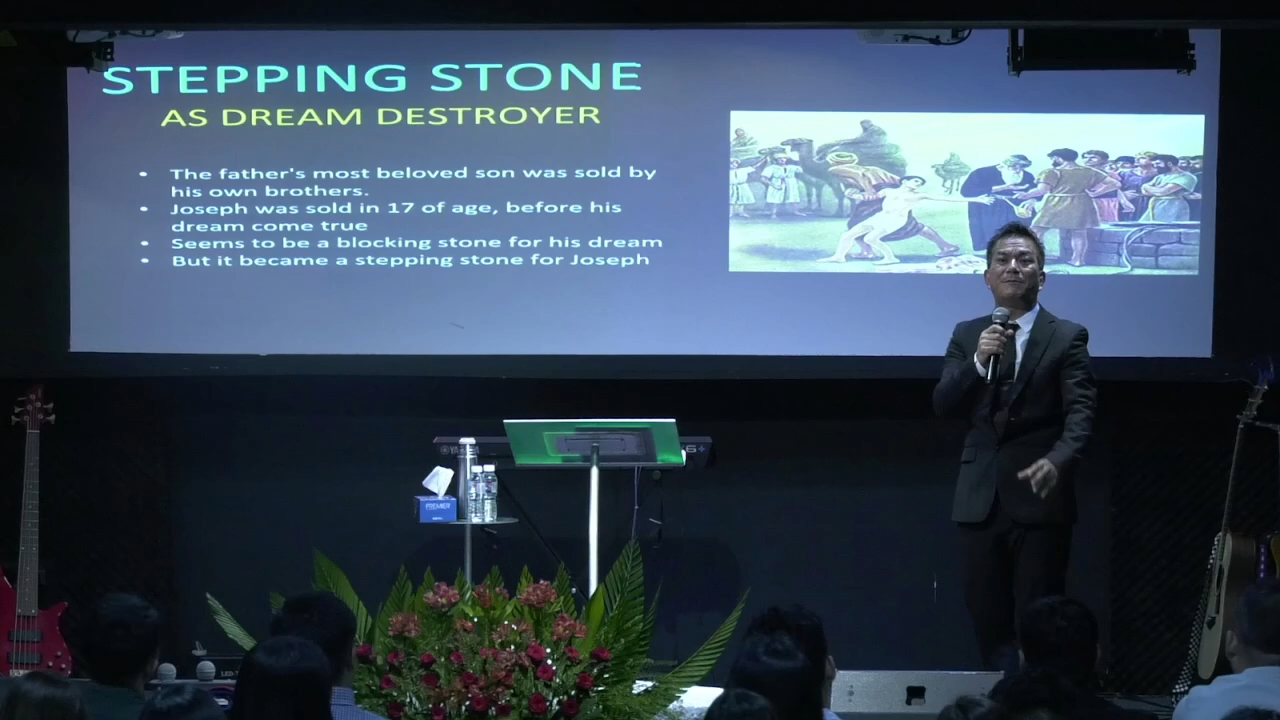 STEPPING STONE
AS DREAM DESTROYER
• The father's most beloved son was sold by
his own brothers.
• Joseph was sold in 17 of age, before his
dream come true
• Seems to be a blocking stone for his dream
• But it became a stepping stone for Joseph
YAMAHA
PREMIER